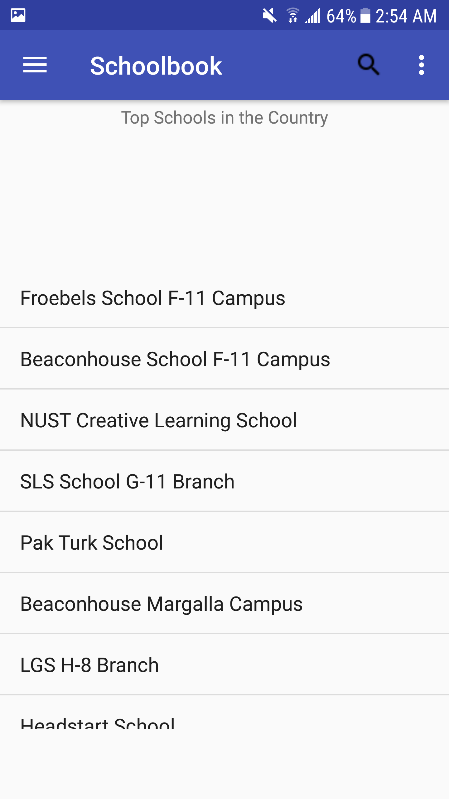 64% 2:54 AM
Schoolbook
Top Schools in the Country
Froebels School F-11 Campus
Beaconhouse School F-11 Campus
NUST Creative Learning School
SLS School G-11 Branch
Pak Turk School
Beaconhouse Margalla Campus
LGS H-8 Branch
Headstart School